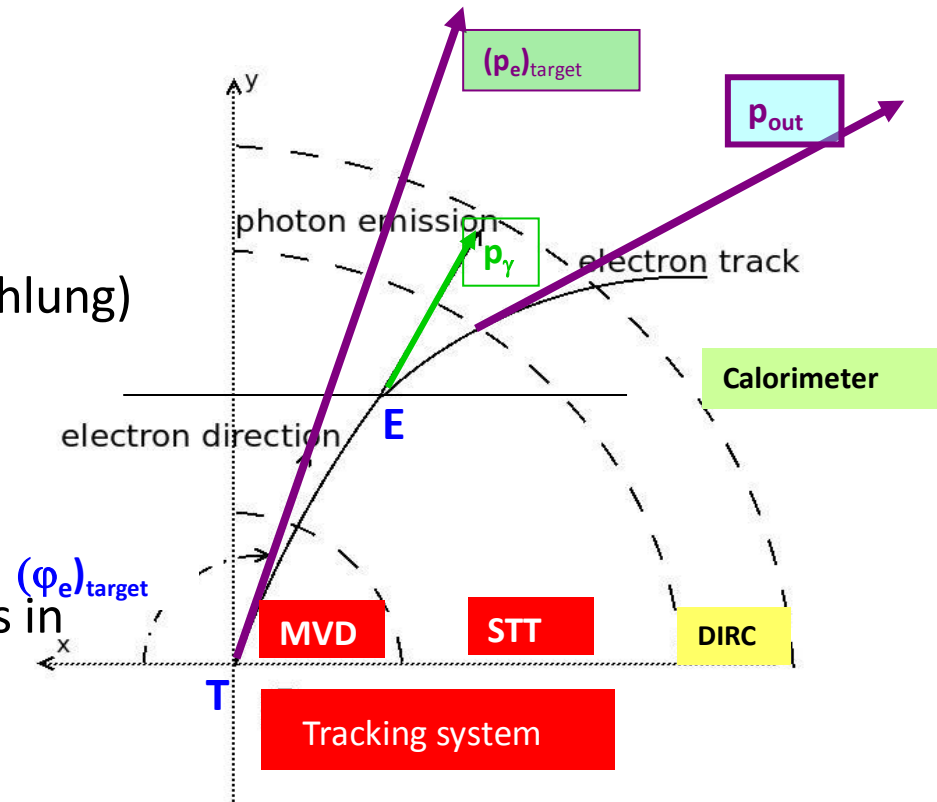 (pₑ)target
y
pout
photon emission
pγ
electron track
hlung)
Calorimeter
E
electron direction
(φₑ)target
s in
x
MVD
STT
DIRC
T
Tracking system